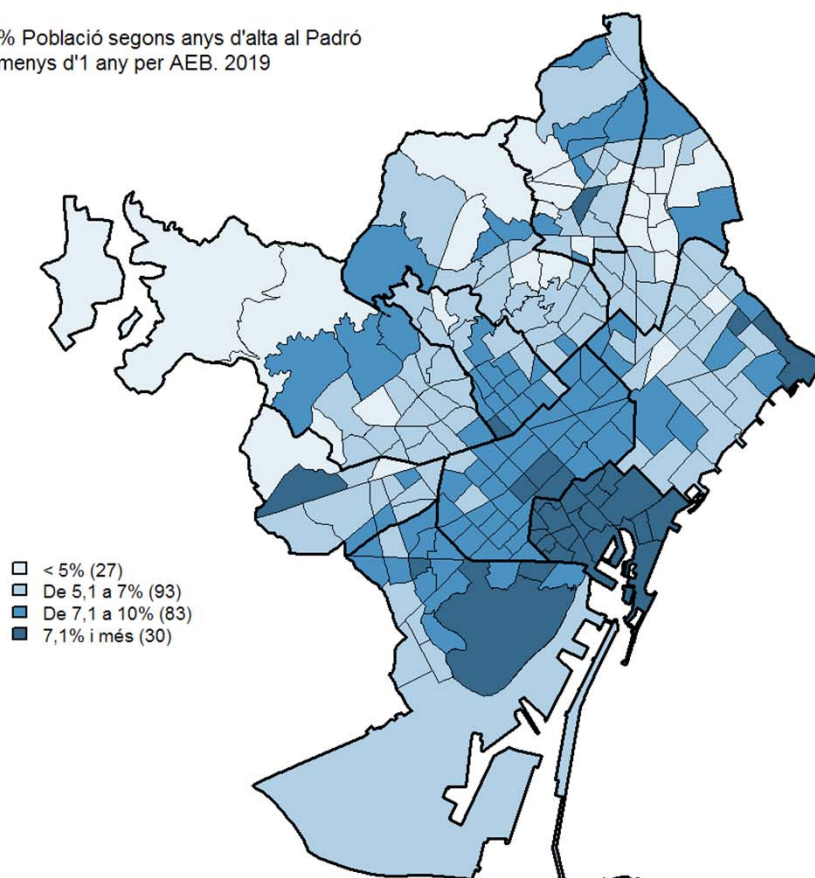 % Població segons anys d'alta al Padró
menys d'1 any per AEB. 2019
< 5% (27)
De 5,1 a 7% (93)
De 7,1 a 10% (83)
7,1% i més (30)